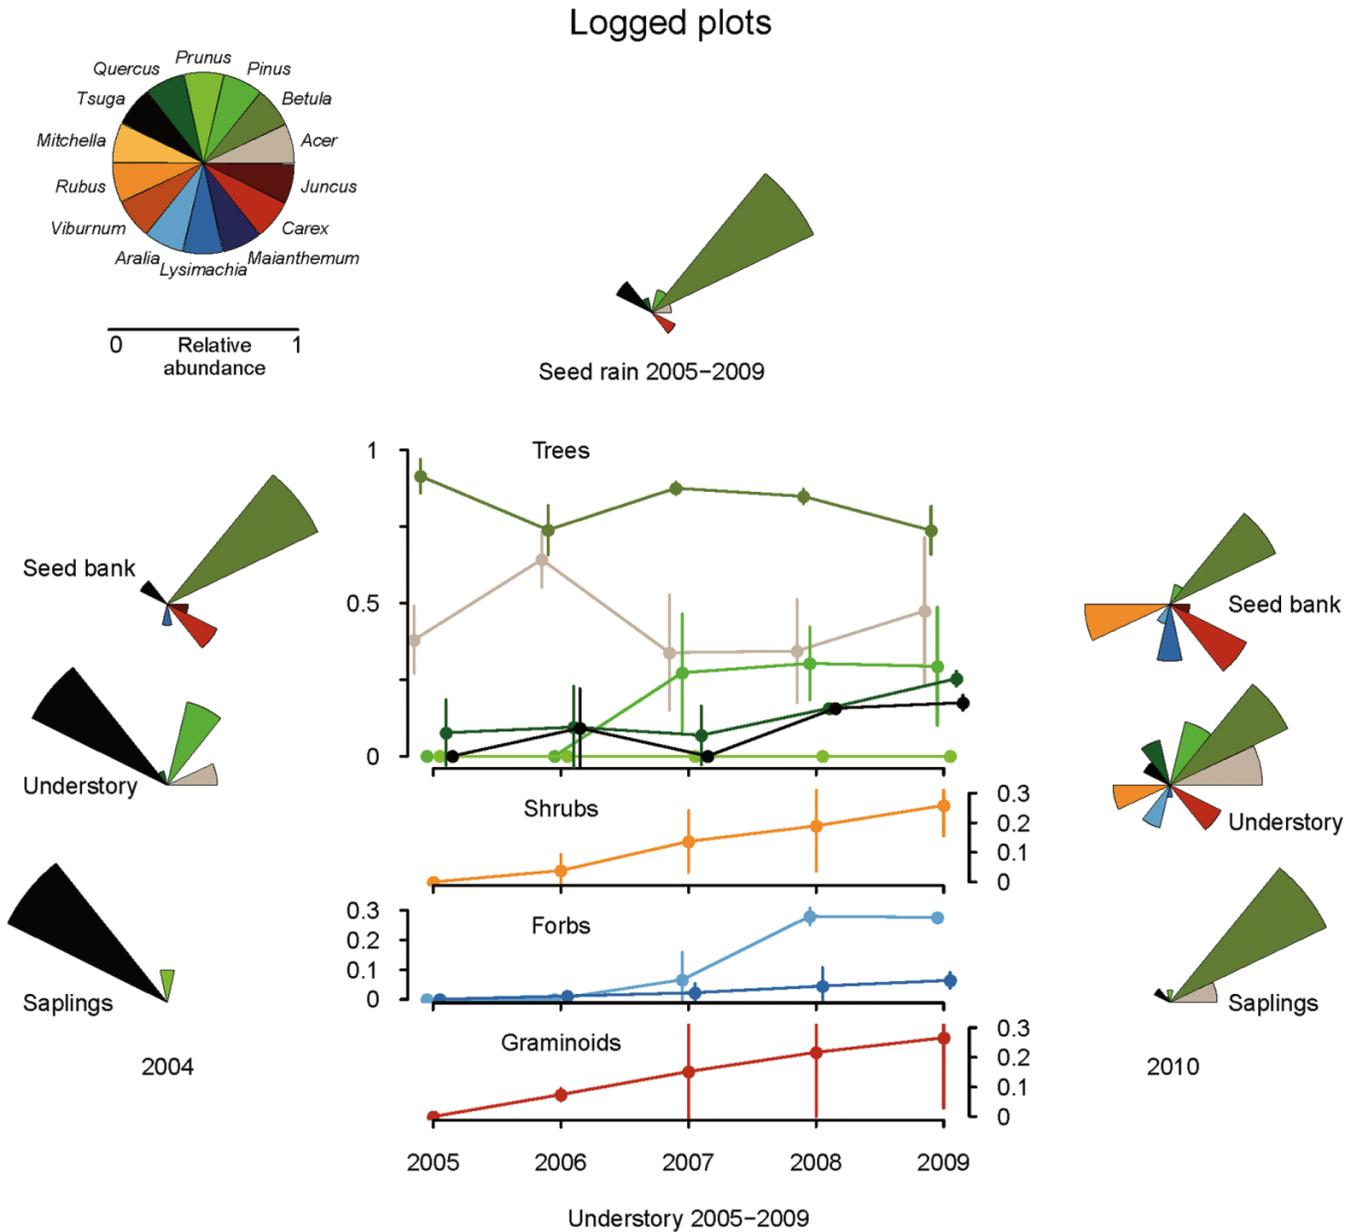 Logged plots
Prunus
Quercus
Pinus
Tsuga
Betula
Mitchella
Acer
Rubus
Juncus
Viburnum
Carex
Aralia
Lysimachia
Maianthemum
0
Relative
abundance
1
Seed rain 2005–2009
1
0.5
0
Trees
Seed bank
Understory
Saplings
2004
Shrubs
0.3
0.2
0.1
0
0.3
0.2
0.1
0
Forbs
Graminoids
0.3
0.2
0.1
0
Seed bank
Understory
Saplings
2010
2005 2006 2007 2008 2009
Understory 2005–2009